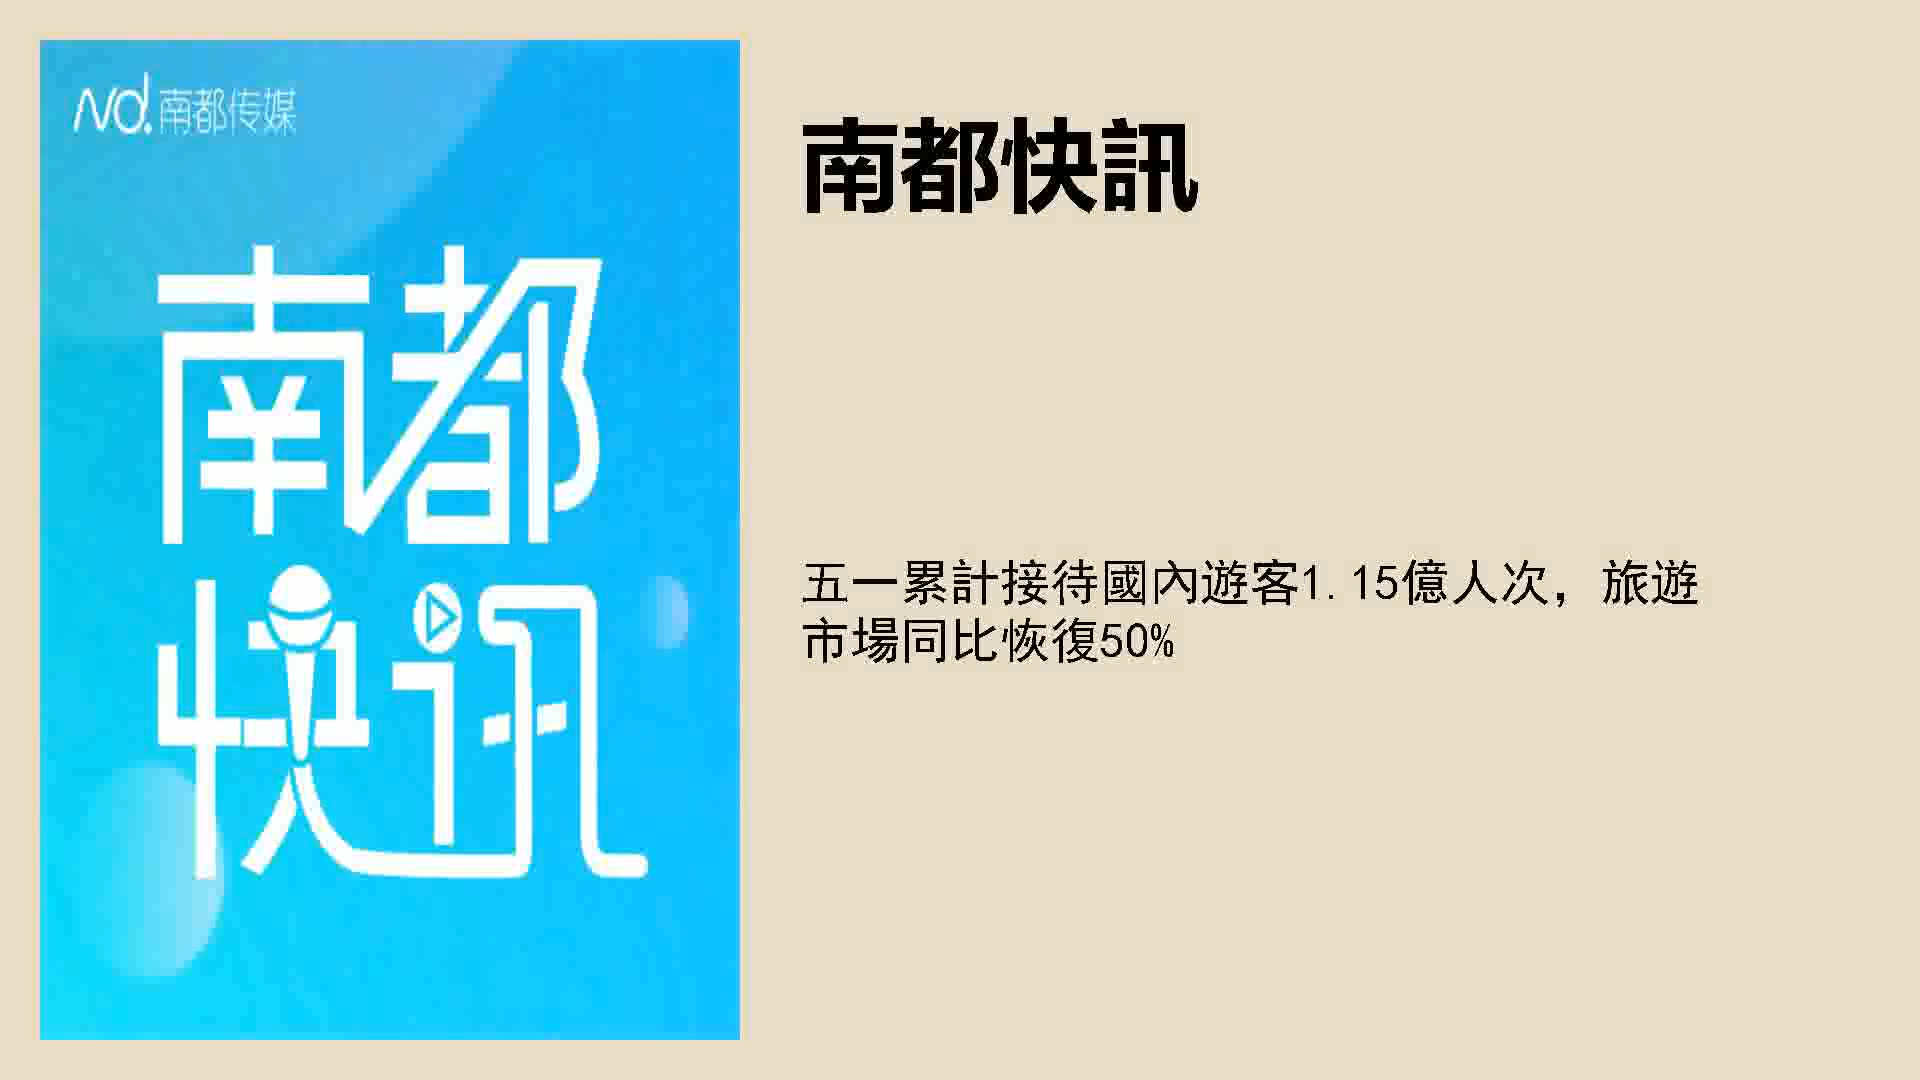 Nd.南都传媒
南都
快讯
南都快訊
五一累計接待國內遊客1.15億人次，旅遊
市場同比恢復50%